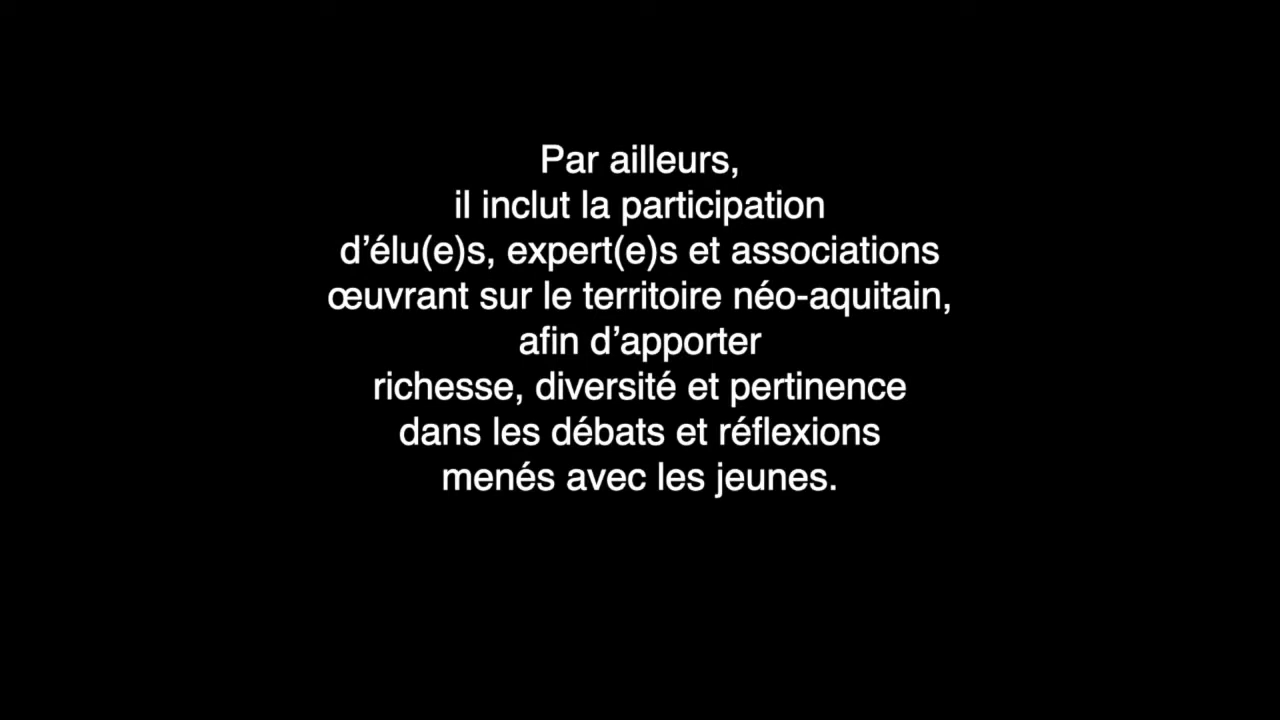 Par ailleurs,
il inclut la participation
d’élu(e)s, expert(e)s et associations
œuvrant sur le territoire néo-aquitain,
afin d’apporter
richesse, diversité et pertinence
dans les débats et réflexions
menés avec les jeunes.